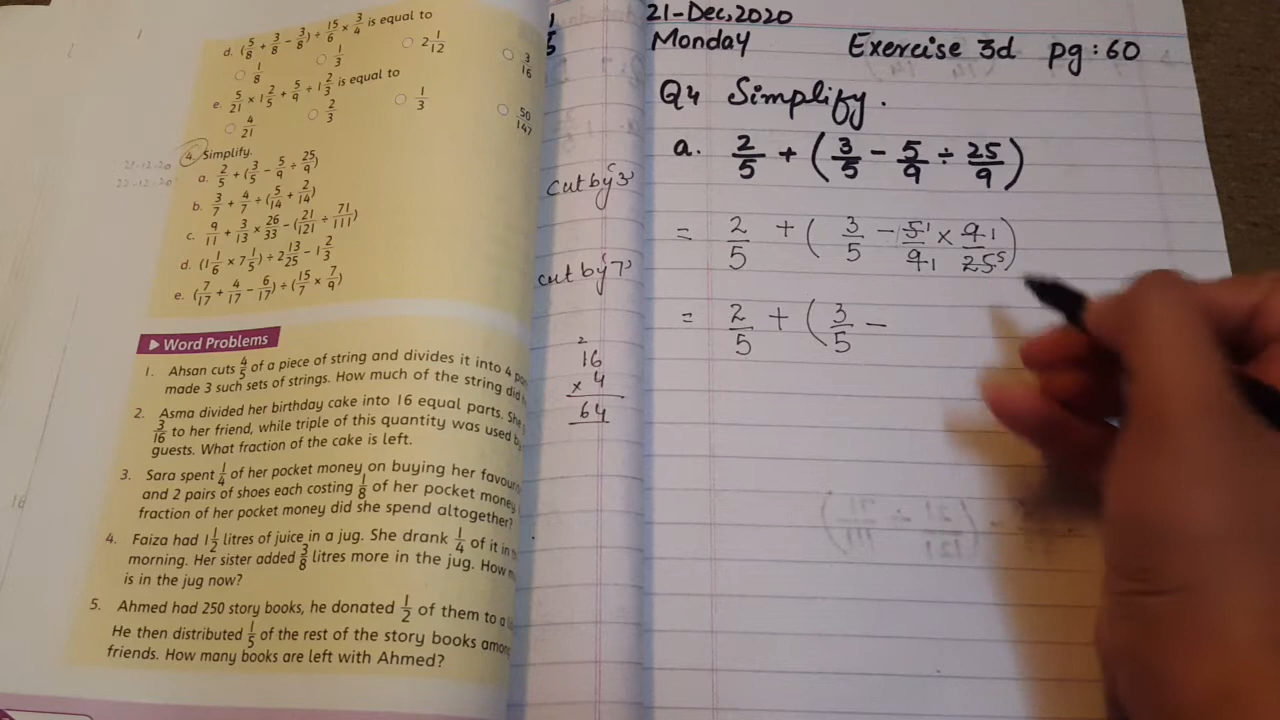 d. (5/8 + 3/8 − 3/8) ÷ 15/6 × 3/4 is equal to
1/8 1/3 2 1/12 3/16
e. 5/21 × 1 2/5 + 5/9 ÷ 1 2/3 is equal to
4/21 2/3 1/3 50/147
4. Simplify.
a. 2/5 + (3/5 − 5/9 ÷ 25/9)
b. 3/7 + 4/7 ÷ (5/14 + 2/14)
c. 9/11 + 3/13 × 26/33 − (21/121 ÷ 71/111)
d. (1 1/6 × 7 1/5) ÷ 2 13/25 − 1 2/3
e. (7/17 + 4/17 − 6/17) ÷ (15/7 × 7/9)
21-12-20
22-12-20
Word Problems
1. Ahsan cuts 4/5 of a piece of string and divides it into 4
made 3 such sets of strings. How much of the string did
2. Asma divided her birthday cake into 16 equal parts.
3/16 to her friend, while triple of this quantity was used
guests. What fraction of the cake is left.
3. Sara spent 1/4 of her pocket money on buying her
and 2 pairs of shoes each costing 1/8 of her pocket money
fraction of her pocket money did she spend altogether?
4. Faiza had 1 1/2 litres of juice in a jug. She drank 1/4 of it in
morning. Her sister added 3/8 litres more in the jug. How
is in the jug now?
5. Ahmed had 250 story books, he donated 1/2 of them to a
He then distributed 1/5 of the rest of the story books
friends. How many books are left with Ahmed?
cut by 3
cut by 7
2
16
× 4
64
21-Dec,2020
Monday Exercise 3d pg:60
Q4 Simplify.
a. 2/5 + (3/5 − 5/9 ÷ 25/9)
= 2/5 + (3/5 − 5 1/9 1 × 9 1/25 5)
= 2/5 + (3/5 −